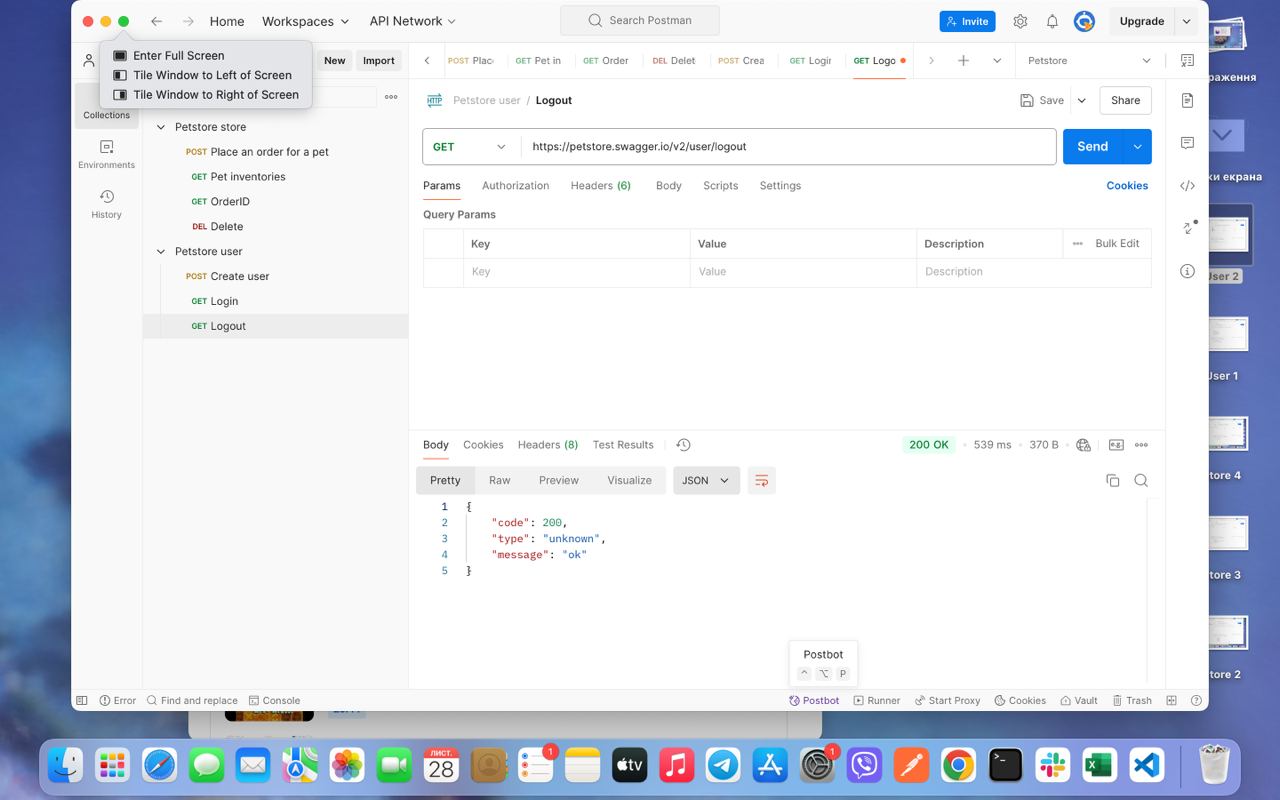 Home
Workspaces
API Network
Search Postman
Invite
Upgrade
Enter Full Screen
Tile Window to Left of Screen
Tile Window to Right of Screen
New
Import
POST Plac
GET Pet in
GET Order
DEL Delet
POST Crea
GET Login
GET Logo
Petstore
Collections
Environments
History
Petstore store
POST Place an order for a pet
GET Pet inventories
GET OrderID
DEL Delete
Petstore user
POST Create user
GET Login
GET Logout
HTTP
Petstore user / Logout
Save
Share
GET
https://petstore.swagger.io/v2/user/logout
Send
Params
Authorization
Headers (6)
Body
Scripts
Settings
Cookies
Query Params
Key
Value
Description
Bulk Edit
Key
Value
Description
Body
Cookies
Headers (8)
Test Results
200 OK
539 ms
370 B
e.g.
Pretty
Raw
Preview
Visualize
JSON
1 {
2 "code": 200,
3 "type": "unknown",
4 "message": "ok"
5 }
Postbot
^ ⌥ P
Error
Find and replace
Console
Postbot
Runner
Start Proxy
Cookies
Vault
Trash
раження
ки екрана
User 2
User 1
tore 4
tore 3
tore 2
ЛИСТ.
28
1
tv
1